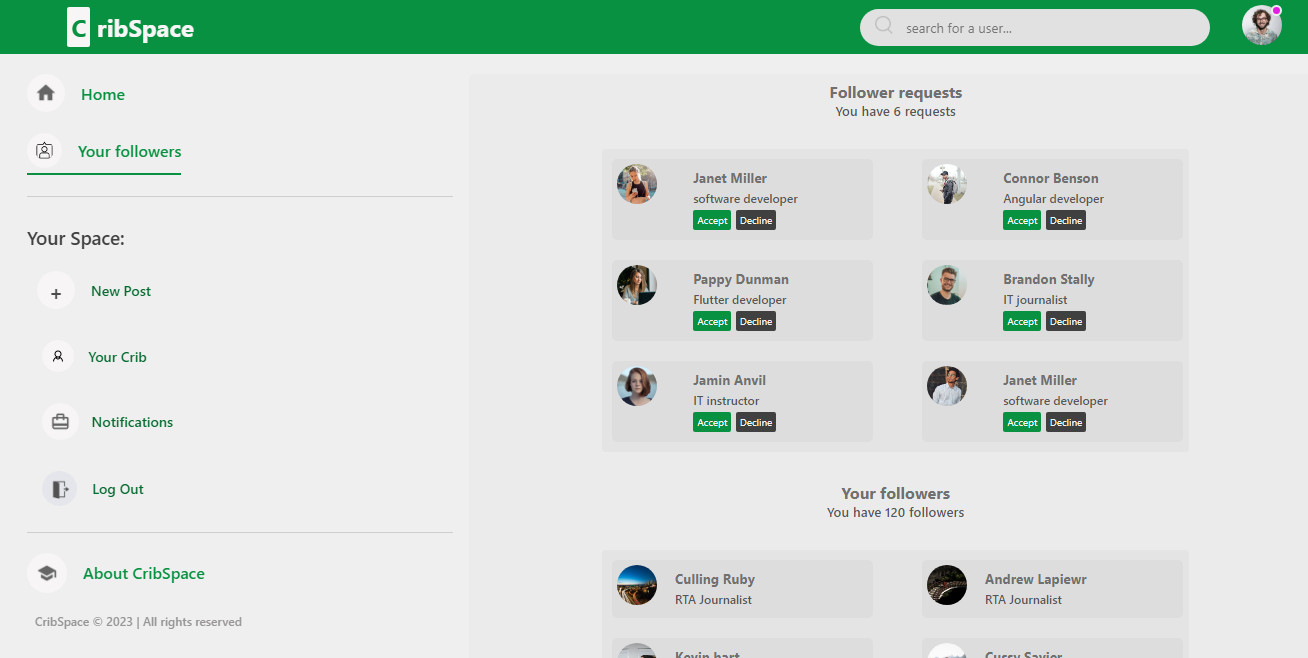 CribSpace
search for a user...
Home
Your followers
Your Space:
+ New Post
Your Crib
Notifications
Log Out
About CribSpace
CribSpace © 2023 | All rights reserved
Follower requests
You have 6 requests
Janet Miller
software developer
Accept Decline
Connor Benson
Angular developer
Accept Decline
Pappy Dunman
Flutter developer
Accept Decline
Brandon Stally
IT journalist
Accept Decline
Jamin Anvil
IT instructor
Accept Decline
Janet Miller
software developer
Accept Decline
Your followers
You have 120 followers
Culling Ruby
RTA Journalist
Andrew Lapiewr
RTA Journalist
Kevin hart
Cussy Savier